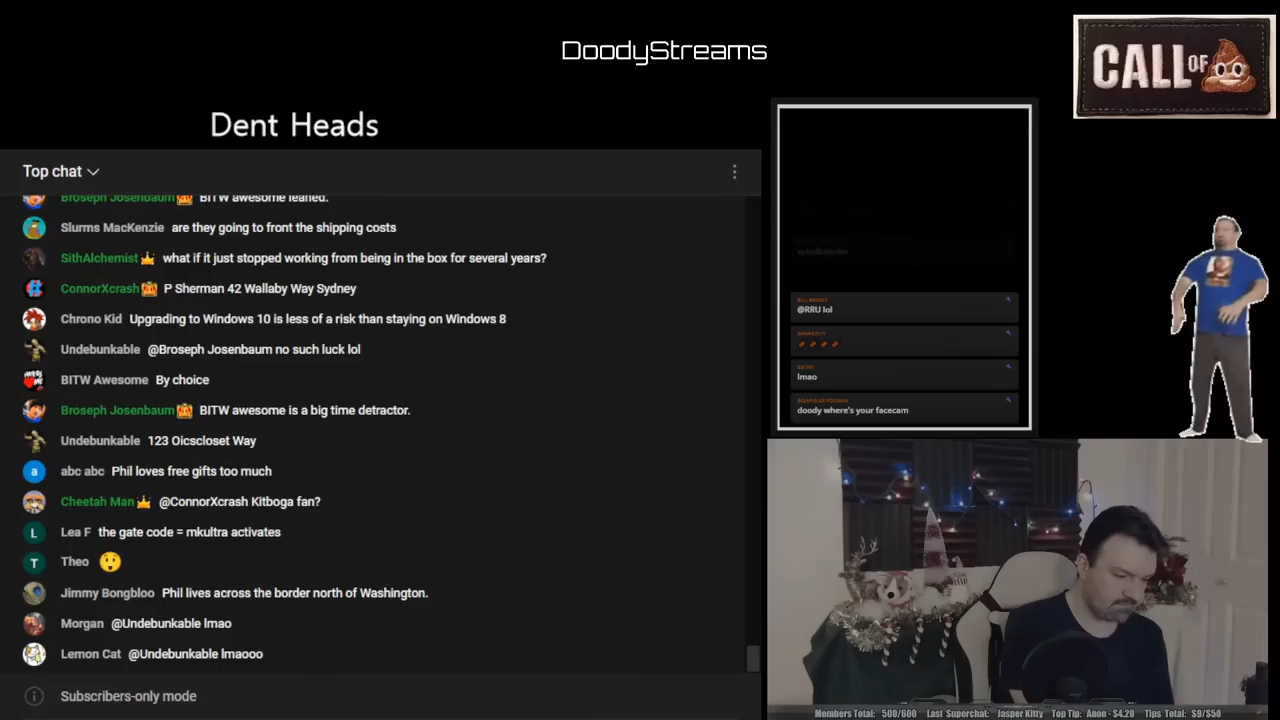 DoodyStreams
CALL OF
Dent Heads
Top chat
Broseph Josenbaum BITW awesome leaned.
Slurms MacKenzie are they going to front the shipping costs
SithAlchemist what if it just stopped working from being in the box for several years?
ConnorXcrash P Sherman 42 Wallaby Way Sydney
Chrono Kid Upgrading to Windows 10 is less of a risk than staying on Windows 8
Undebunkable @Broseph Josenbaum no such luck lol
BITW Awesome By choice
Broseph Josenbaum BITW awesome is a big time detractor.
Undebunkable 123 Oicscloset Way
abc abc Phil loves free gifts too much
Cheetah Man @ConnorXcrash Kitboga fan?
Lea F the gate code = mkultra activates
Theo
Jimmy Bongbloo Phil lives across the border north of Washington.
Morgan @Undebunkable lmao
Lemon Cat @Undebunkable lmaooo
Subscribers-only mode
@RRU lol
lmao
doody where's your facecam
Members Total: 500/600 Last Superchat: Jasper Kitty Top Tip: Anon - $4.20 Tips Total: $9/$50